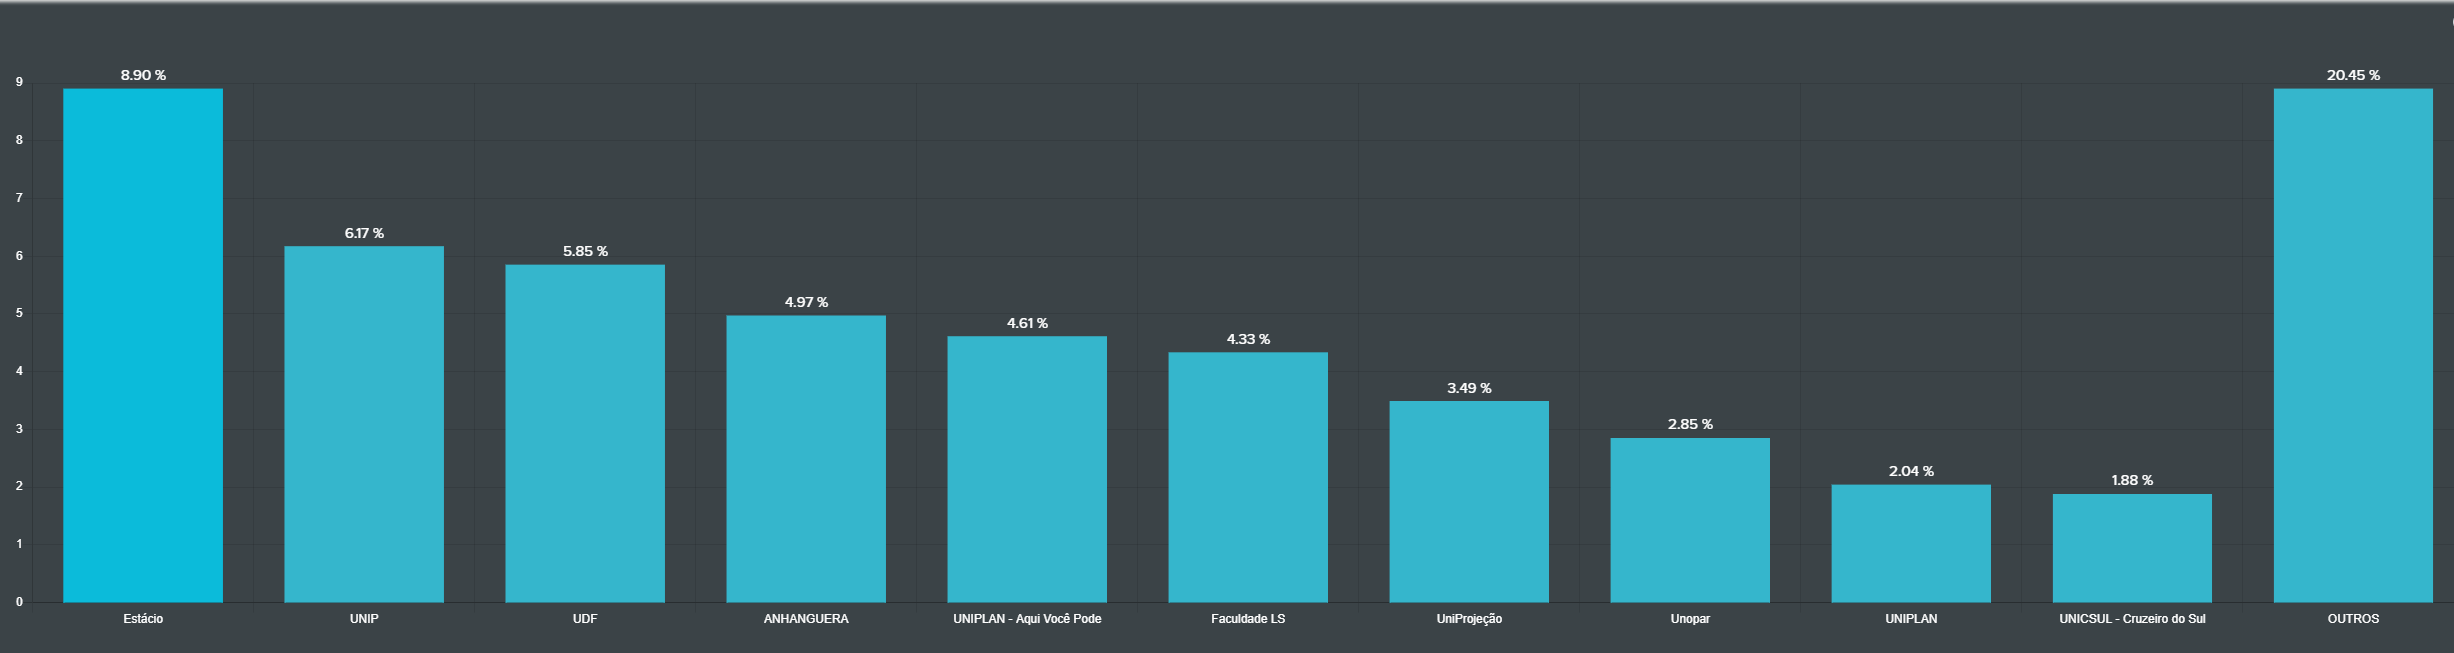 8.90 %
20.45 %
6.17 %
5.85 %
4.97 %
4.61 %
4.33 %
3.49 %
2.85 %
2.04 %
1.88 %
9
8
7
6
5
4
3
2
1
0
Estácio
UNIP
UDF
ANHANGUERA
UNIPLAN - Aqui Você Pode
Faculdade LS
UniProjeção
Unopar
UNIPLAN
UNICSUL - Cruzeiro do Sul
OUTROS